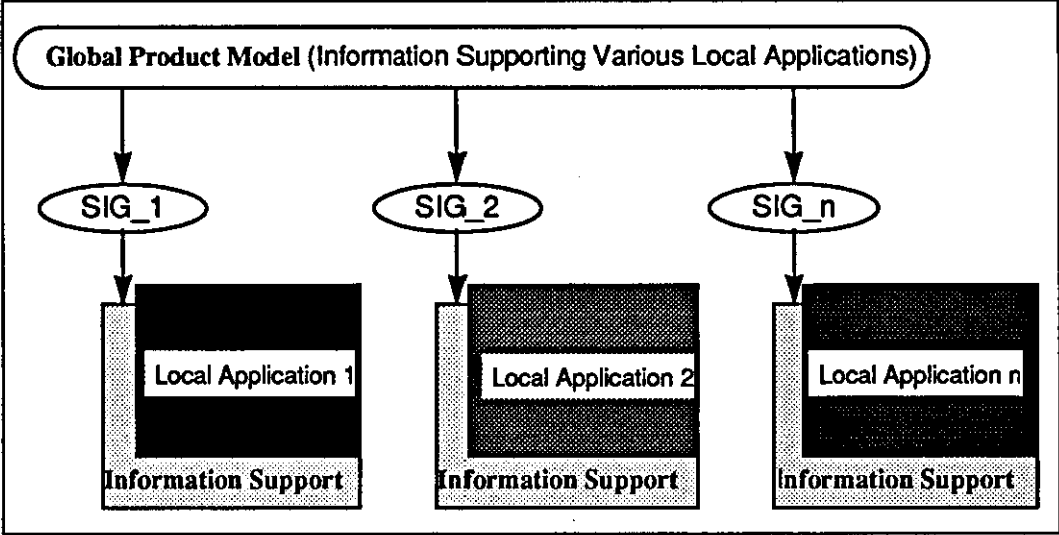 Global Product Model (Information Supporting Various Local Applications)
SIG_1
SIG_2
SIG_n
Local Application 1
Local Application 2
Local Application n
Information Support
Information Support
Information Support